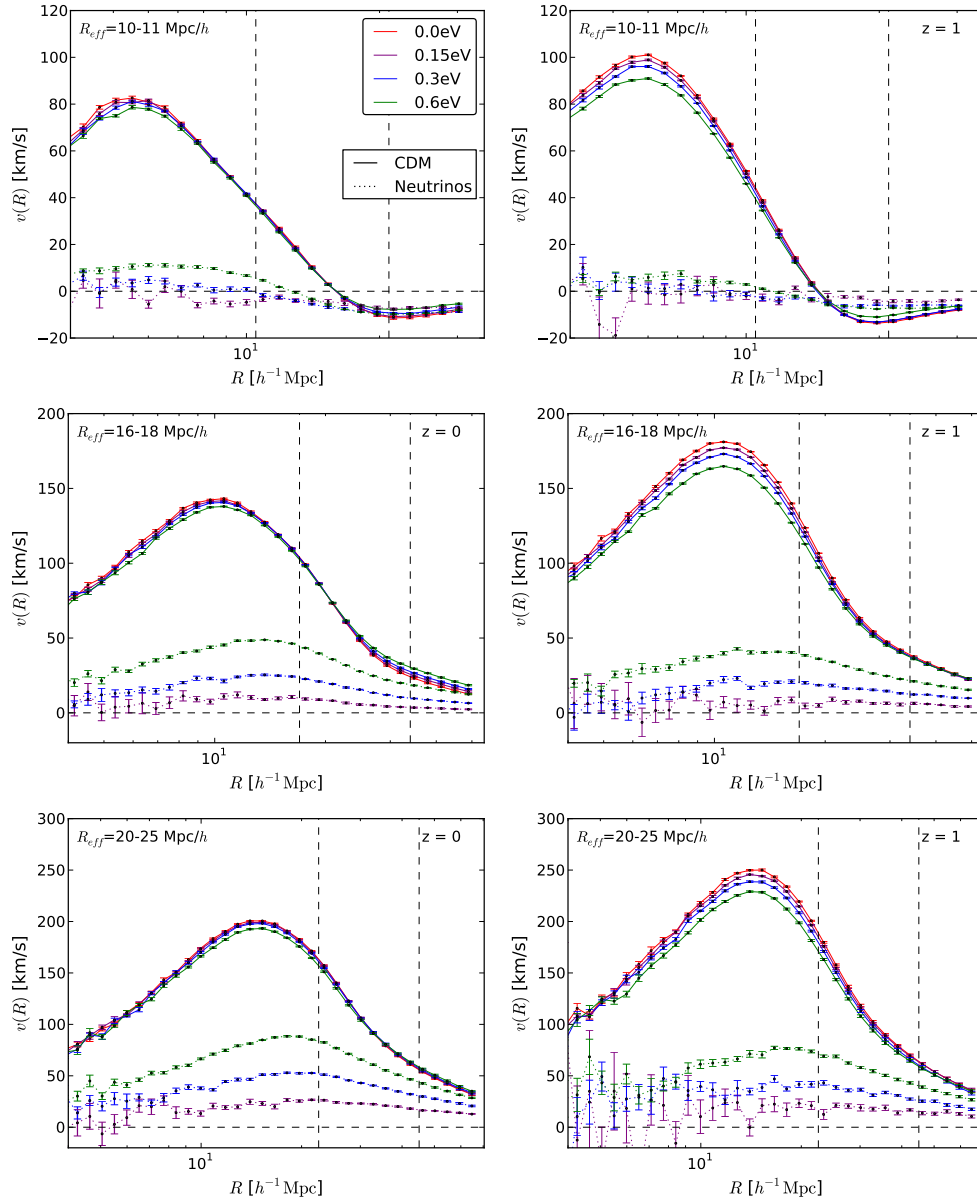 R_eff=10-11 Mpc/h
0.0eV
0.15eV
0.3eV
0.6eV
CDM
Neutrinos
v(R) [km/s]
100
80
60
40
20
0
−20
10^1
R [h^−1 Mpc]
R_eff=10-11 Mpc/h
z = 1
v(R) [km/s]
120
100
80
60
40
20
0
−20
10^1
R [h^−1 Mpc]
R_eff=16-18 Mpc/h
z = 0
v(R) [km/s]
200
150
100
50
0
10^1
R [h^−1 Mpc]
R_eff=16-18 Mpc/h
z = 1
v(R) [km/s]
200
150
100
50
0
10^1
R [h^−1 Mpc]
R_eff=20-25 Mpc/h
z = 0
v(R) [km/s]
300
250
200
150
100
50
0
10^1
R [h^−1 Mpc]
R_eff=20-25 Mpc/h
z = 1
v(R) [km/s]
300
250
200
150
100
50
0
10^1
R [h^−1 Mpc]